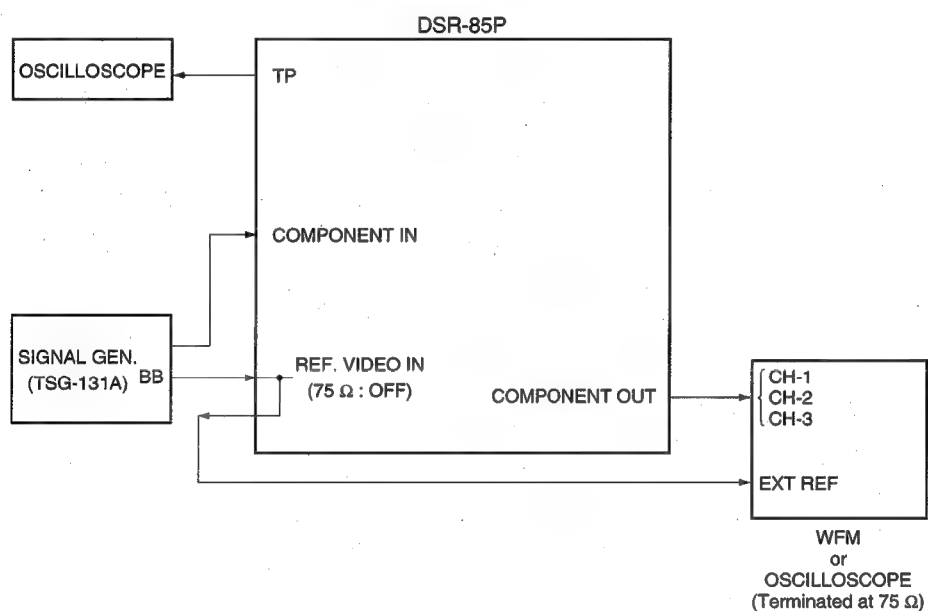 DSR-85P
OSCILLOSCOPE
TP
COMPONENT IN
SIGNAL GEN.
(TSG-131A)
BB
REF. VIDEO IN
(75 Ω : OFF)
COMPONENT OUT
CH-1
CH-2
CH-3
EXT REF
WFM
or
OSCILLOSCOPE
(Terminated at 75 Ω)